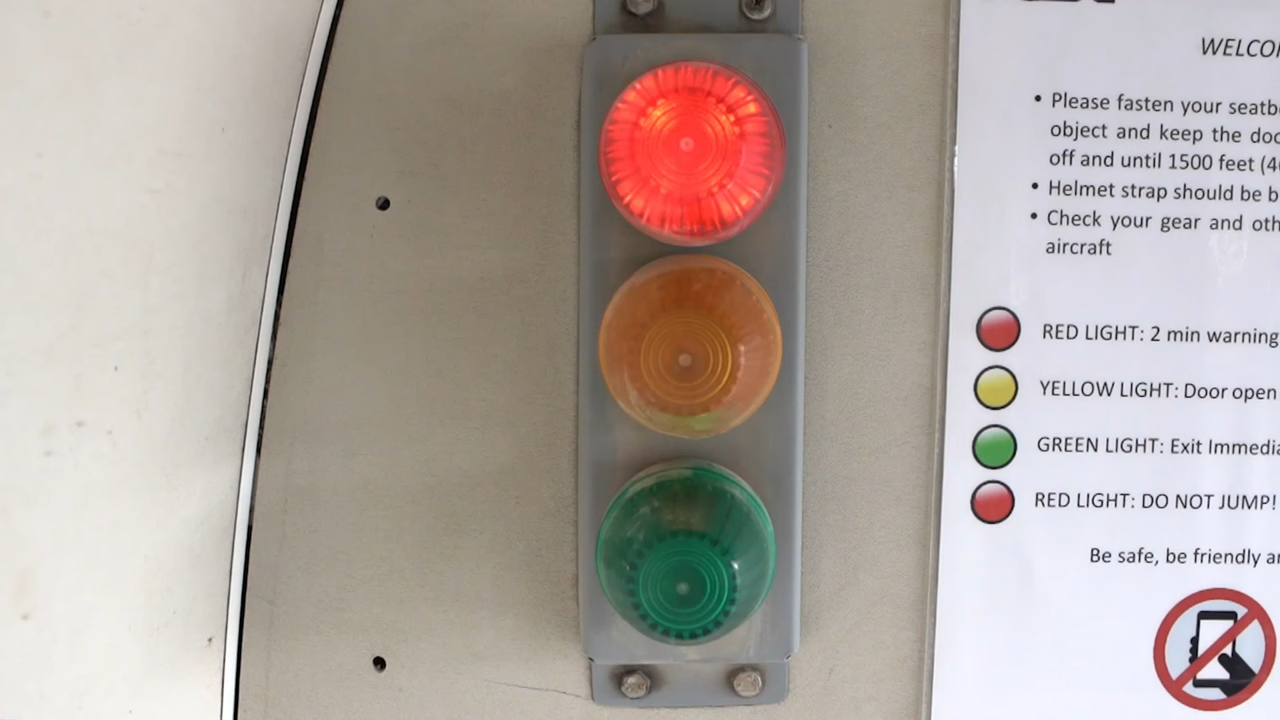 WELCO
Please fasten your seatb
object and keep the doo
off and until 1500 feet (4
Helmet strap should be b
Check your gear and oth
aircraft
RED LIGHT: 2 min warning
YELLOW LIGHT: Door open
GREEN LIGHT: Exit Immedia
RED LIGHT: DO NOT JUMP!
Be safe, be friendly a